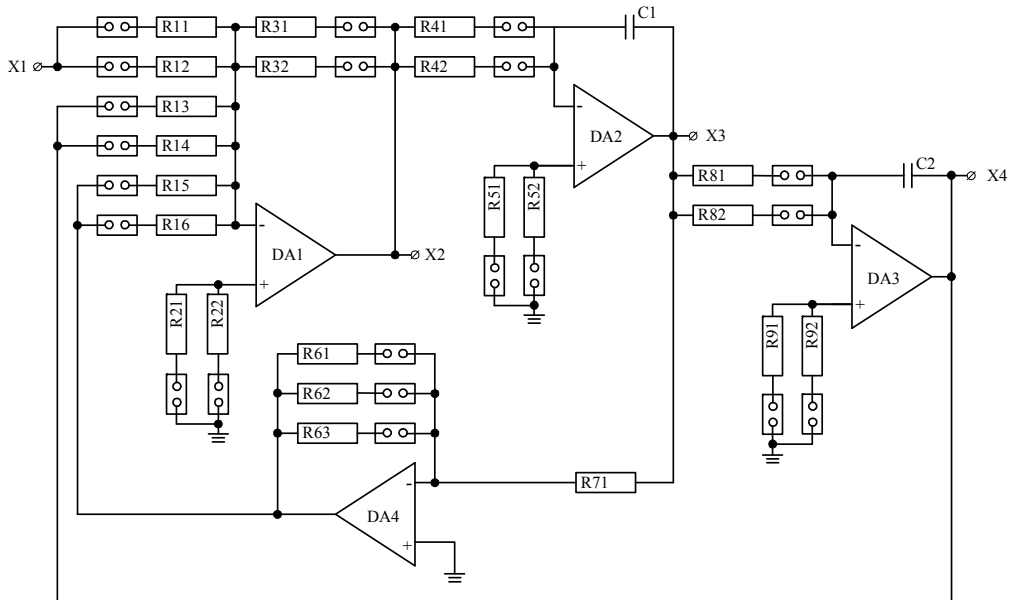 C1
R11 R31 R41
X1 R12 R32 R42
R13 -
R14 DA2 X3
R15 + R81 C2 X4
R16 - R51 R52 R82
DA1 X2 -
R21 R22 + DA3
R91 R92 +
R61
R62
R63
- R71
DA4
+